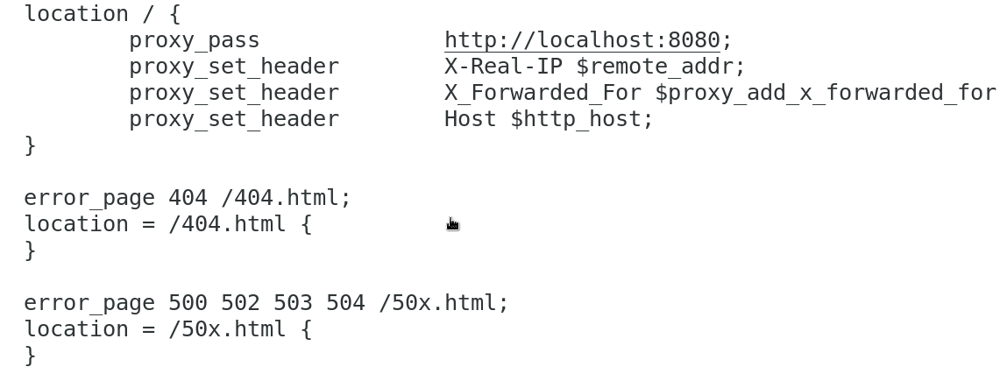 location / {
proxy_pass http://localhost:8080;
proxy_set_header X-Real-IP $remote_addr;
proxy_set_header X_Forwarded_For $proxy_add_x_forwarded_for
proxy_set_header Host $http_host;
}
error_page 404 /404.html;
location = /404.html {
}
error_page 500 502 503 504 /50x.html;
location = /50x.html {
}